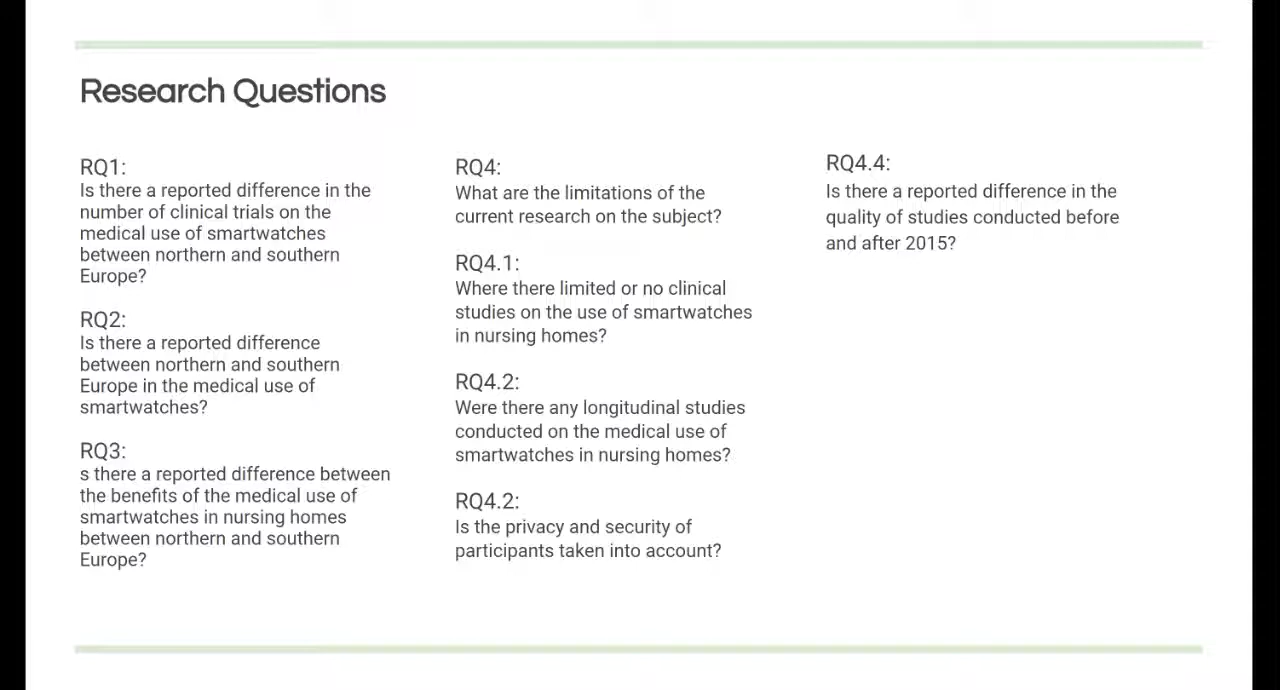 Research Questions
RQ1:
Is there a reported difference in the
number of clinical trials on the
medical use of smartwatches
between northern and southern
Europe?
RQ2:
Is there a reported difference
between northern and southern
Europe in the medical use of
smartwatches?
RQ3:
s there a reported difference between
the benefits of the medical use of
smartwatches in nursing homes
between northern and southern
Europe?
RQ4:
What are the limitations of the
current research on the subject?
RQ4.1:
Where there limited or no clinical
studies on the use of smartwatches
in nursing homes?
RQ4.2:
Were there any longitudinal studies
conducted on the medical use of
smartwatches in nursing homes?
RQ4.2:
Is the privacy and security of
participants taken into account?
RQ4.4:
Is there a reported difference in the
quality of studies conducted before
and after 2015?